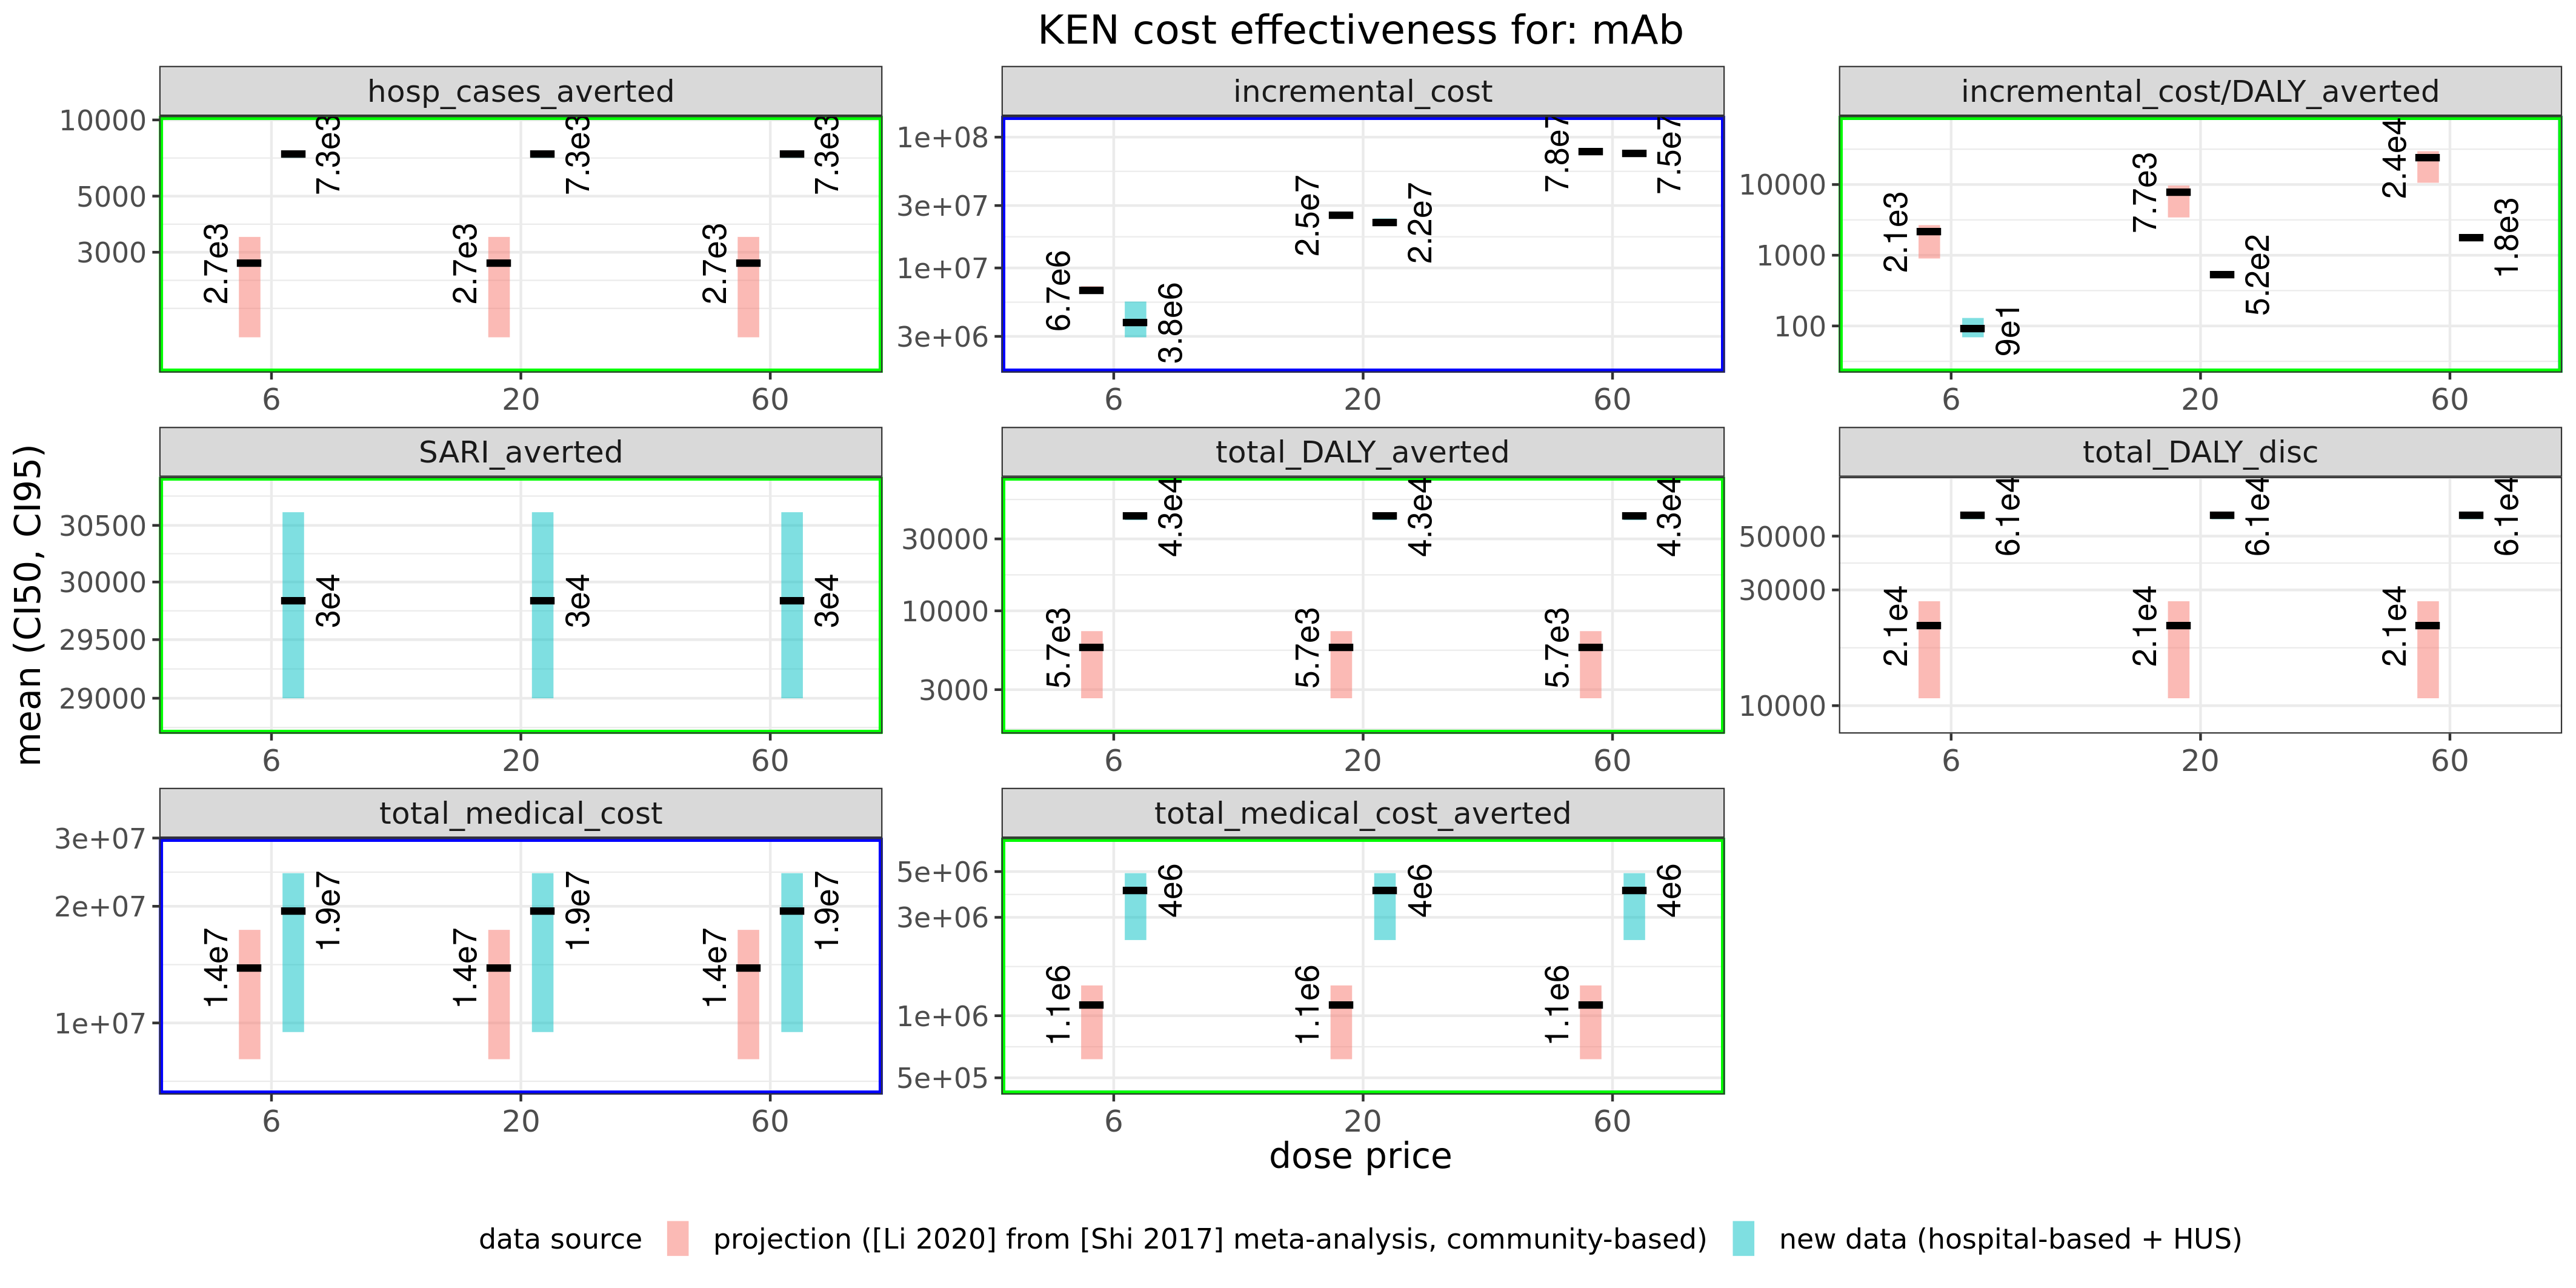 KEN cost effectiveness for: mAb
hosp_cases_averted
10000
5000
3000
2.7e3
7.3e3
2.7e3
7.3e3
2.7e3
7.3e3
6
20
60
incremental_cost
1e+08
3e+07
1e+07
3e+06
6.7e6
3.8e6
2.5e7
2.2e7
7.8e7
7.5e7
6
20
60
incremental_cost/DALY_averted
10000
1000
100
2.1e3
9e1
7.7e3
5.2e2
2.4e4
1.8e3
6
20
60
mean (CI50, CI95)
SARI_averted
30500
30000
29500
29000
3e4
3e4
3e4
6
20
60
total_DALY_averted
30000
10000
3000
5.7e3
4.3e4
5.7e3
4.3e4
5.7e3
4.3e4
6
20
60
total_DALY_disc
50000
30000
10000
2.1e4
6.1e4
2.1e4
6.1e4
2.1e4
6.1e4
6
20
60
total_medical_cost
3e+07
2e+07
1e+07
1.4e7
1.9e7
1.4e7
1.9e7
1.4e7
1.9e7
6
20
60
total_medical_cost_averted
5e+06
3e+06
1e+06
5e+05
1.1e6
4e6
1.1e6
4e6
1.1e6
4e6
6
20
60
dose price
data source
projection ([Li 2020] from [Shi 2017] meta-analysis, community-based)
new data (hospital-based + HUS)